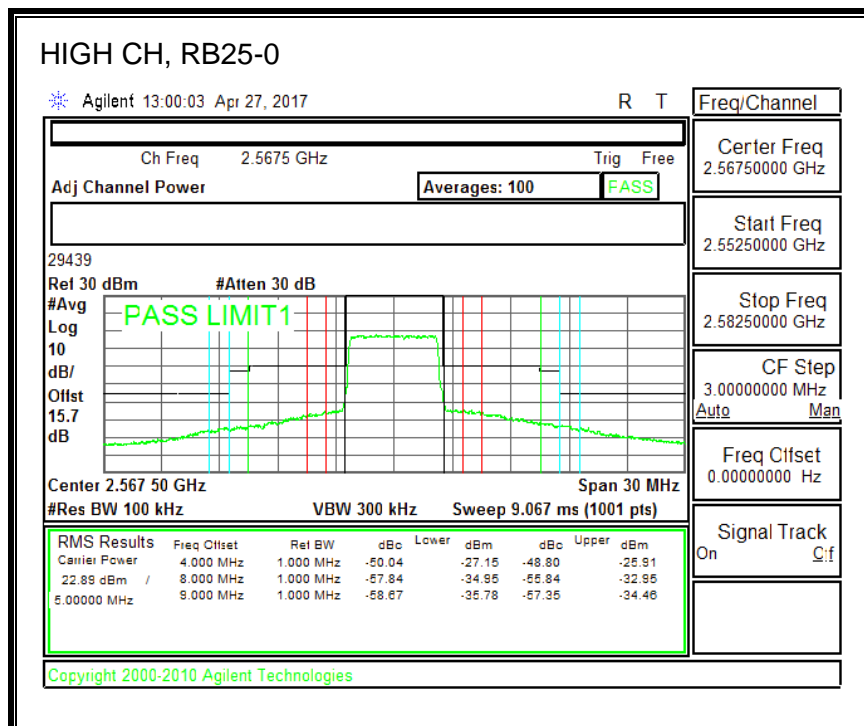 HIGH CH, RB25-0
Agilent 13:00:03 Apr 27, 2017 R T
Freq/Channel
Ch Freq 2.5675 GHz Trig Free
Adj Channel Power Averages: 100 PASS
Center Freq
2.56750000 GHz
Start Freq
2.55250000 GHz
Stop Freq
2.58250000 GHz
CF Step
3.00000000 MHz
Auto Man
Freq Offset
0.00000000 Hz
Signal Track
On Off
29439
Ref 30 dBm #Atten 30 dB
#Avg
Log
10
dB/
Offst
15.7
dB
PASS LIMIT1
Center 2.567 50 GHz Span 30 MHz
#Res BW 100 kHz VBW 300 kHz Sweep 9.067 ms (1001 pts)
RMS Results Freq Offset Ref BW dBc Lower dBm dBc Upper dBm
Carrier Power 4.000 MHz 1.000 MHz -50.04 -27.15 -48.80 -25.91
22.89 dBm / 8.000 MHz 1.000 MHz -57.84 -34.95 -55.84 -32.95
5.00000 MHz 9.000 MHz 1.000 MHz -58.67 -35.78 -57.35 -34.46
Copyright 2000-2010 Agilent Technologies